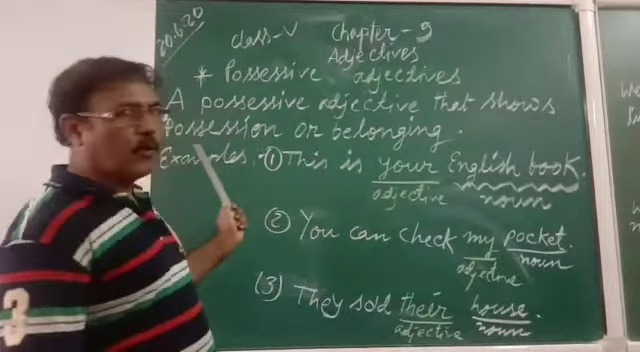 20.6.20
class-V Chapter - 9
Adjectives
* Possessive adjectives
A possessive adjective that shows
Possession or belonging.
Examples ① This is your English book.
adjective noun
② You can check my pocket.
adjective noun
(3) They sold their house.
adjective noun
3